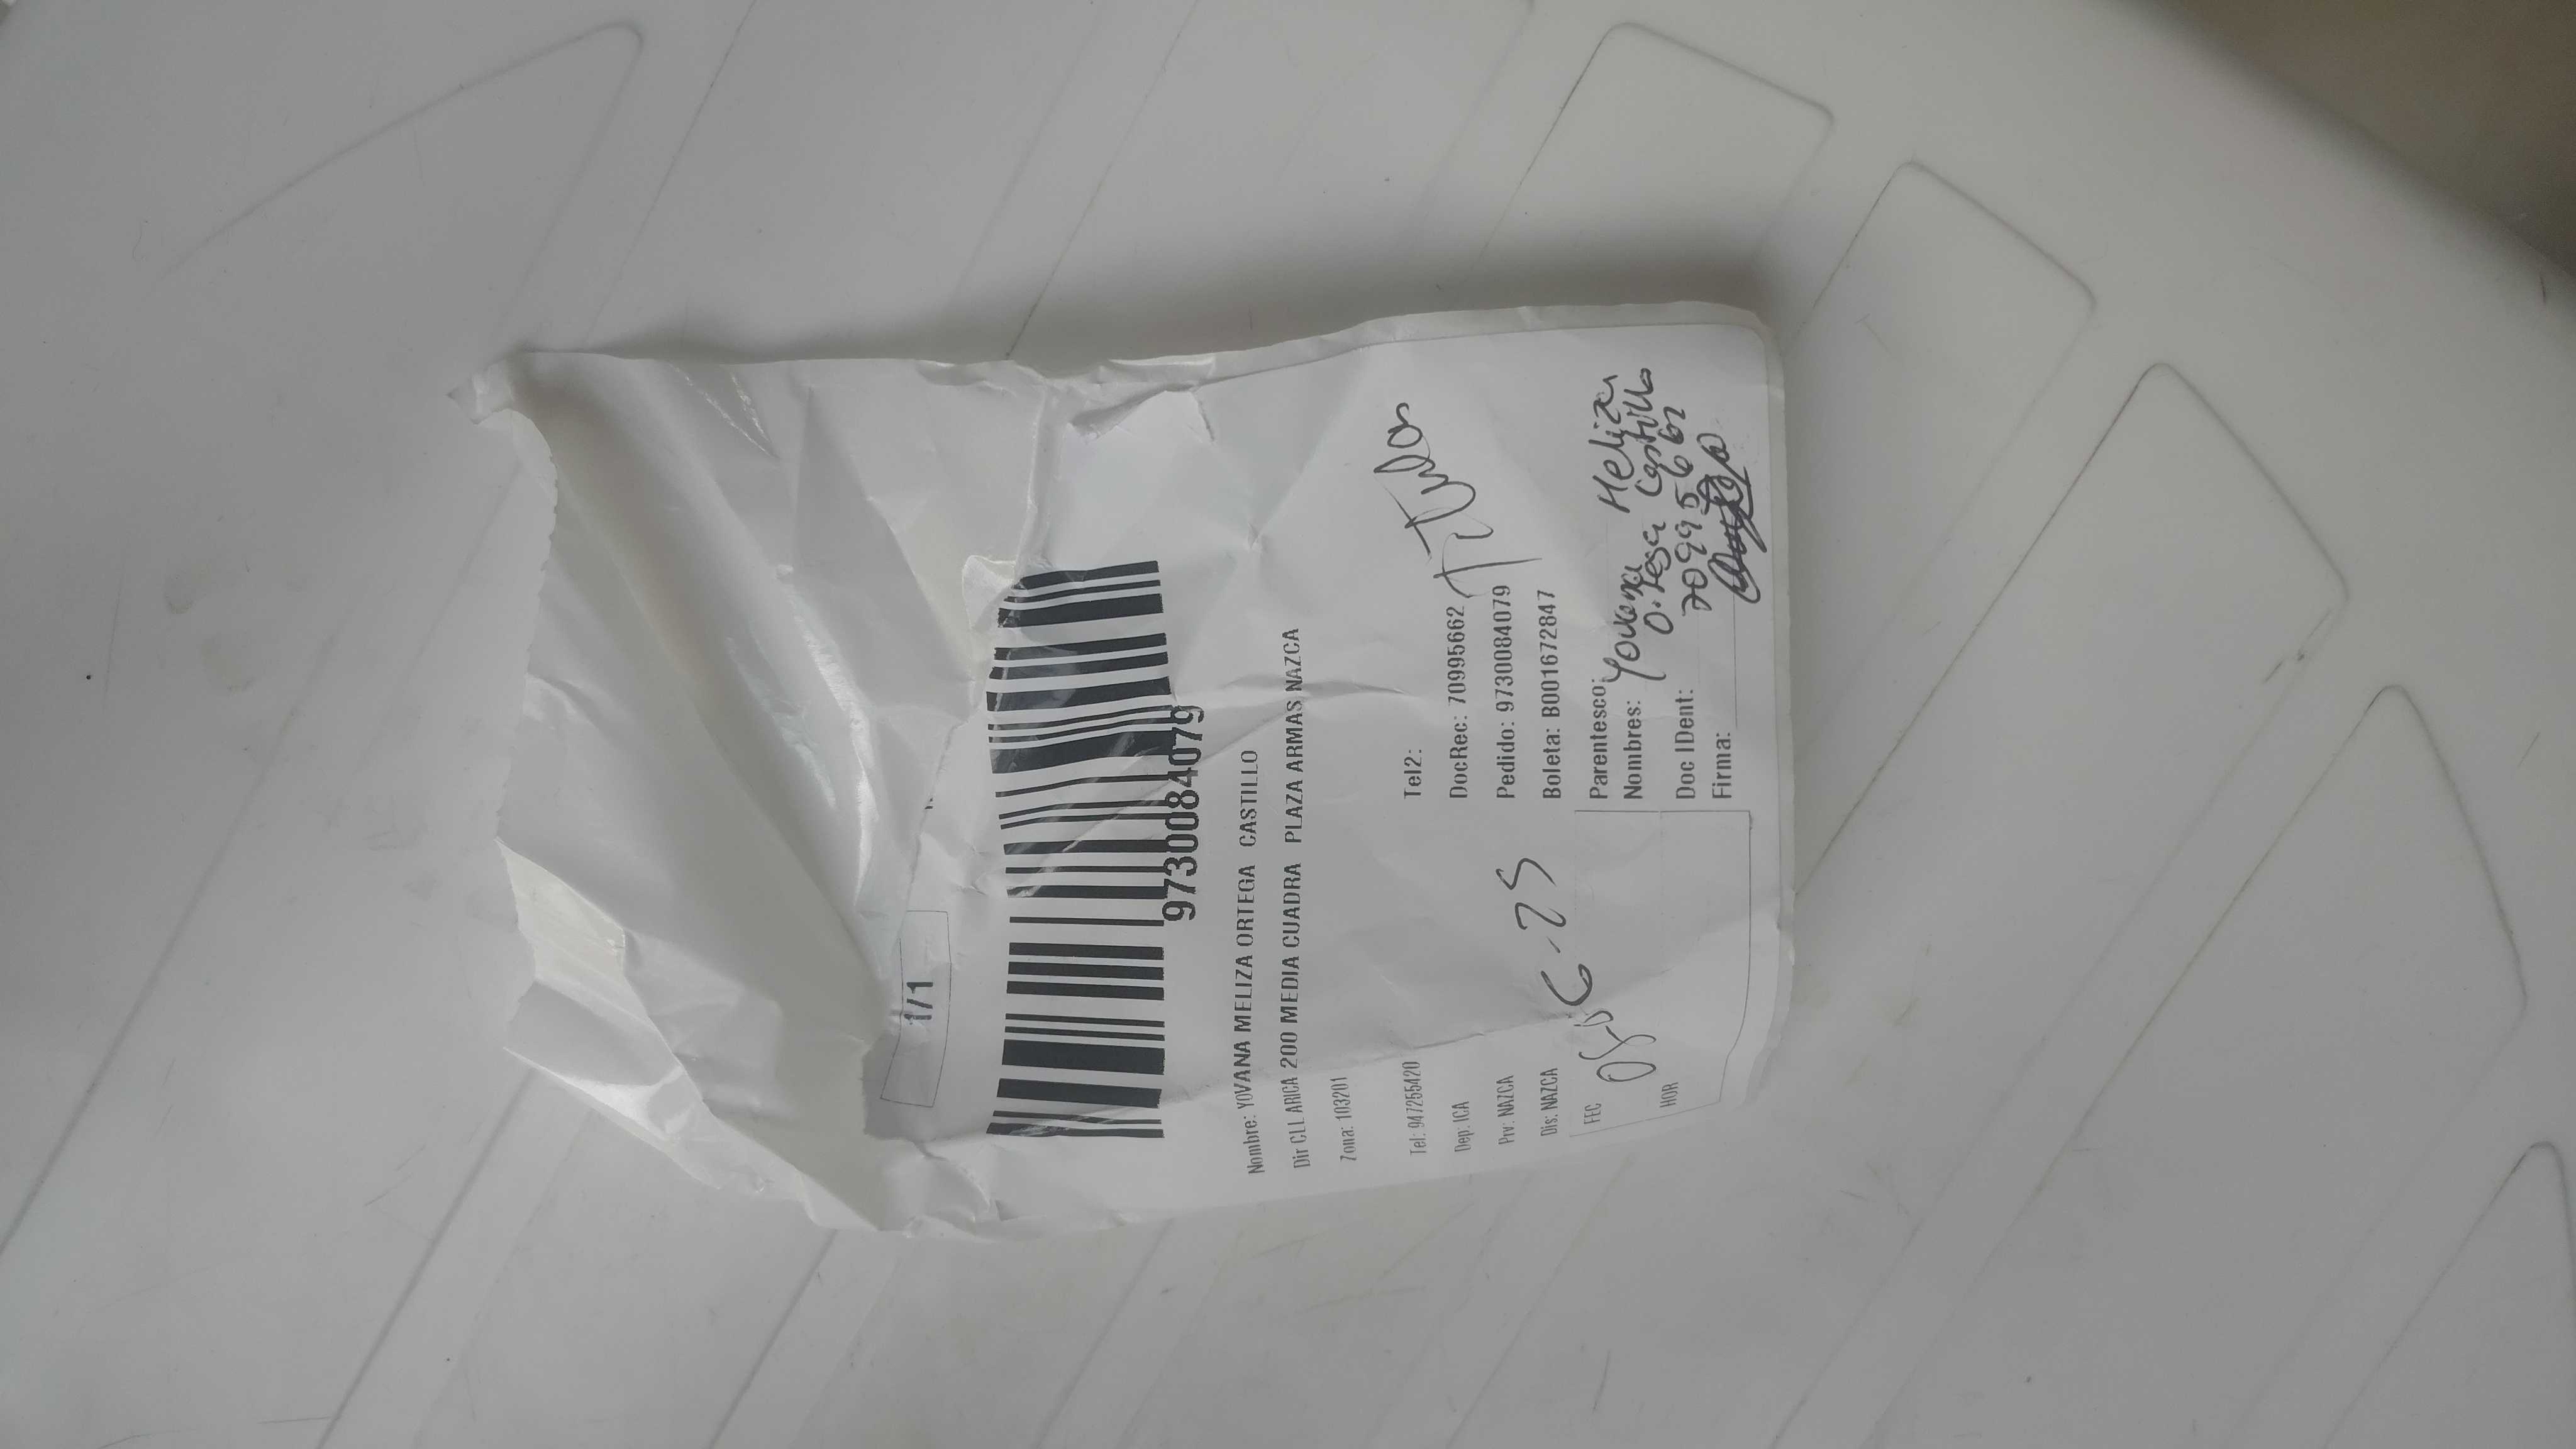 1/1
9730084079
Nombre: YOVANA MELIZA ORTEGA CASTILLO
Dir CLL ARICA 200 MEDIA CUADRA PLAZA ARMAS NAZCA
Zona: 103201
Tel: 947255420 Tel2:
Dep: ICA DocRec: 70995662
Prv: NAZCA Pedido: 9730084079
Dis: NAZCA Boleta: B001672847
FEC
HOR
Parentesco:
Nombres: Yovana Meliza
Ortega Castillo
Doc IDent: 70995662
Firma: